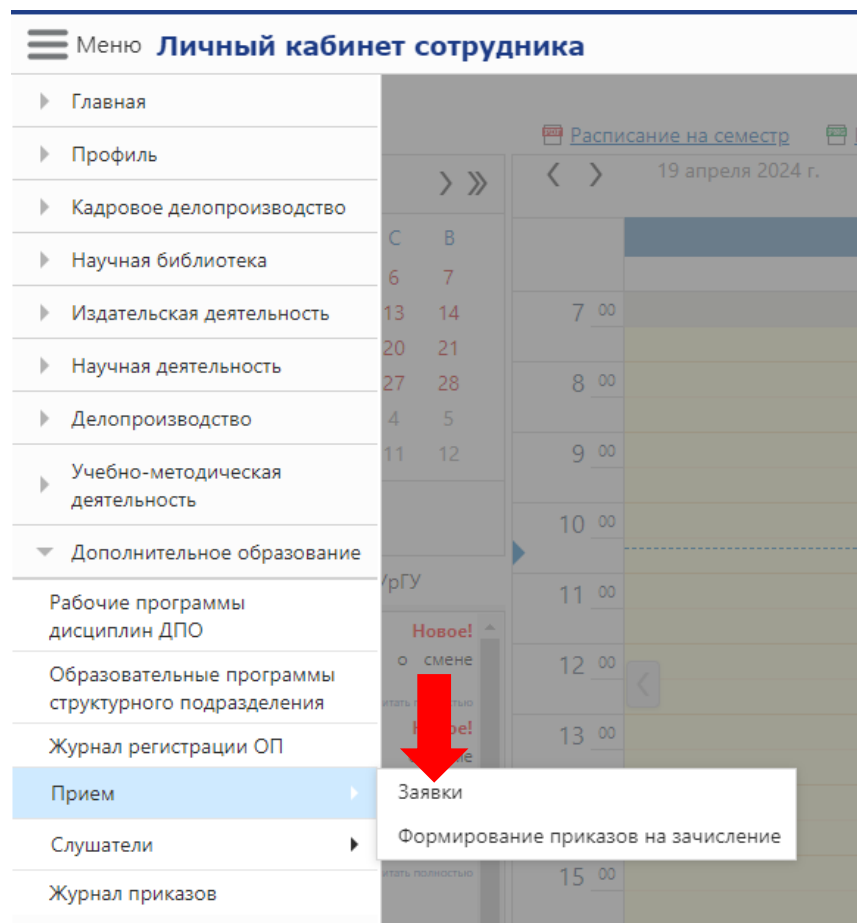 Меню Личный кабинет сотрудника
Главная
Профиль
Кадровое делопроизводство
Научная библиотека
Издательская деятельность
Научная деятельность
Делопроизводство
Учебно-методическая
деятельность
Дополнительное образование
Рабочие программы
дисциплин ДПО
Образовательные программы
структурного подразделения
Журнал регистрации ОП
Прием
Слушатели
Журнал приказов
Заявки
Формирование приказов на зачисление
С В
6 7
13 14
20 21
27 28
4 5
11 12
Новое!
о смене
Расписание на семестр
19 апреля 2024 г.
7 00
8 00
9 00
10 00
11 00
12 00
13 00
15 00